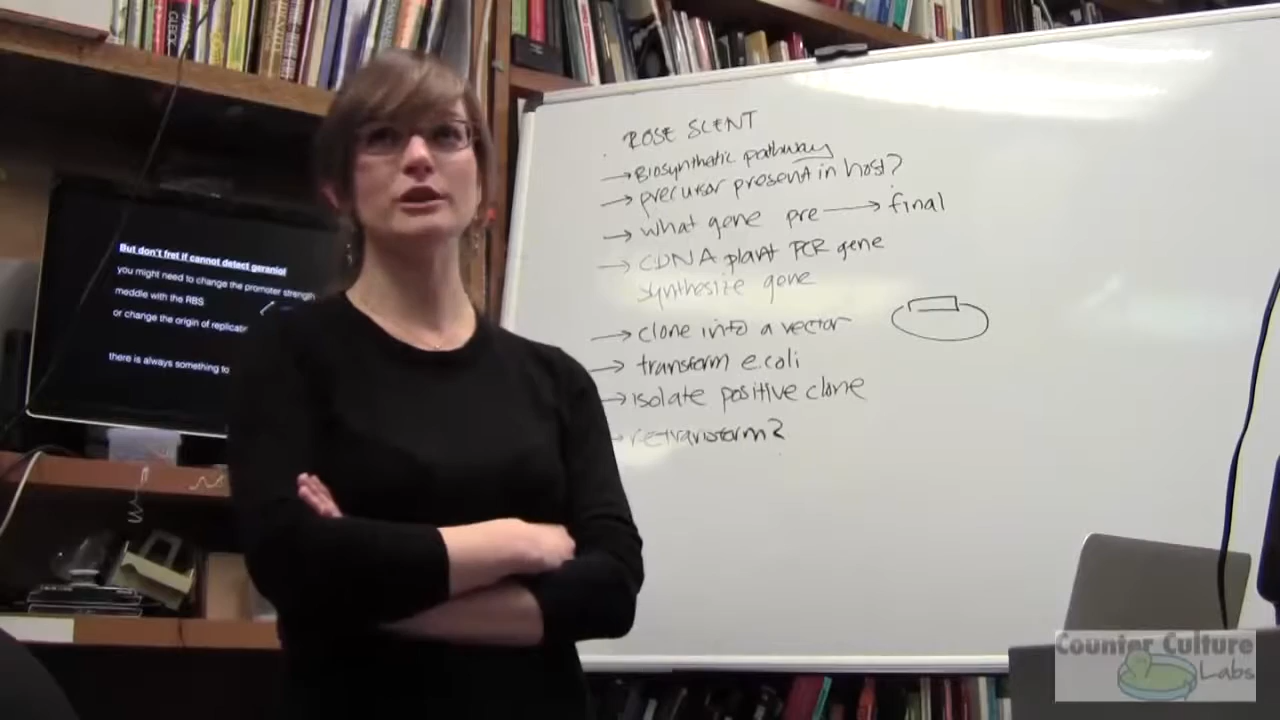 ROSE SCENT
→ Biosynthetic pathway
→ precursor present in host?
→ what gene pre → final
→ CDNA plant PCR gene
synthesize gene
→ clone into a vector
→ transform e.coli
→ isolate positive clone
→ retransform?
But don't fret if cannot detect geraniol
you might need to change the promoter strength
meddle with the RBS
or change the origin of replicatio
there is always something to
Counter Culture
Labs